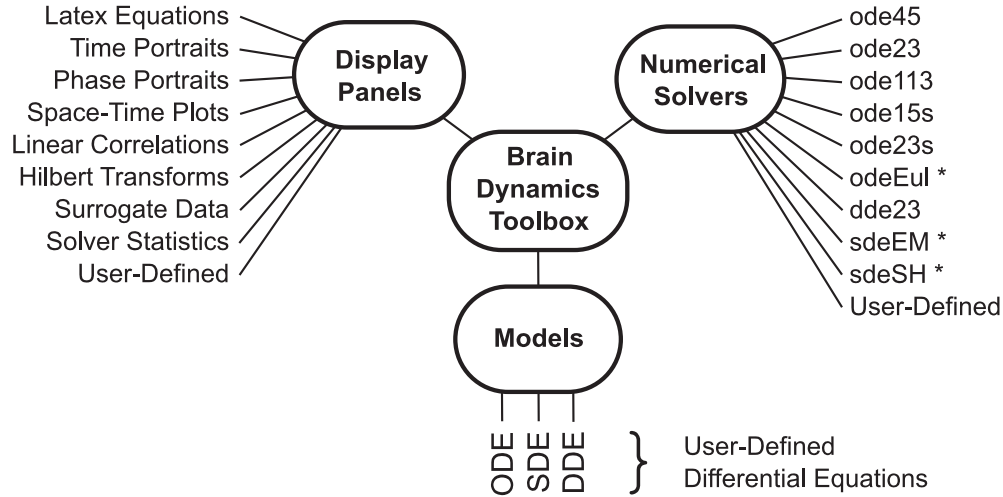 Latex Equations
Time Portraits
Phase Portraits
Space-Time Plots
Linear Correlations
Hilbert Transforms
Surrogate Data
Solver Statistics
User-Defined
Display
Panels
Numerical
Solvers
ode45
ode23
ode113
ode15s
ode23s
odeEul *
dde23
sdeEM *
sdeSH *
User-Defined
Brain
Dynamics
Toolbox
Models
ODE
SDE
DDE
User-Defined
Differential Equations